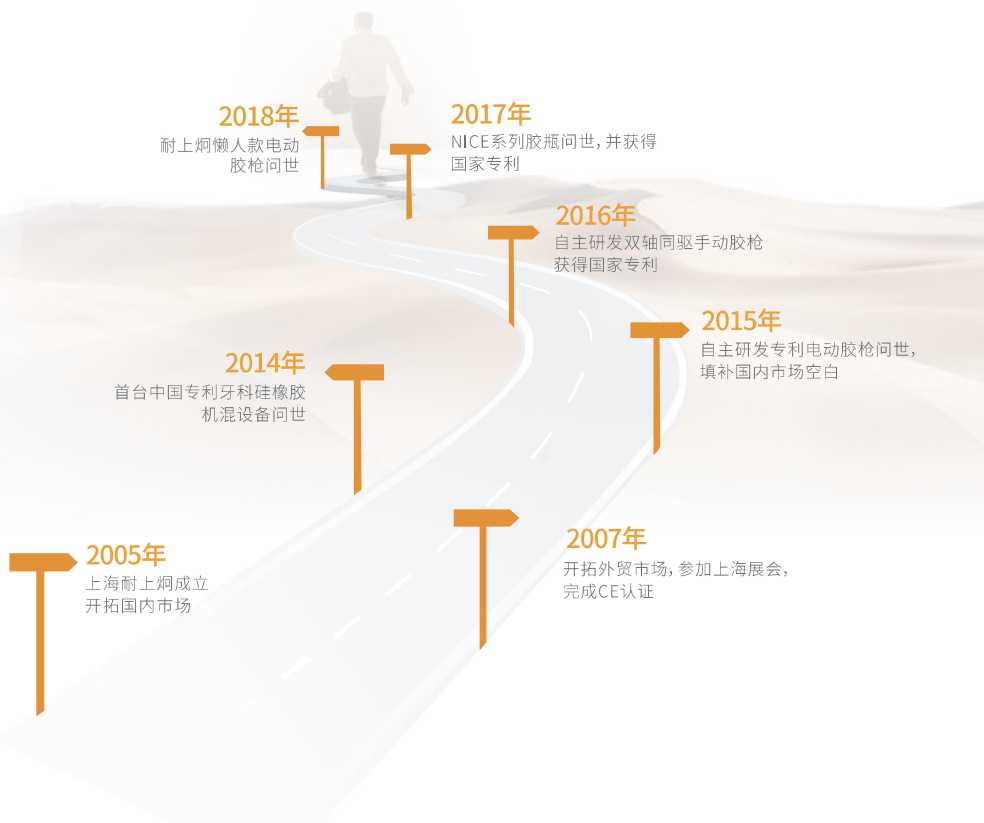 2018年
耐上炯懒人款电动
胶枪问世
2017年
NICE系列胶瓶问世，并获得
国家专利
2016年
自主研发双轴同驱手动胶枪
获得国家专利
2015年
自主研发专利电动胶枪问世，
填补国内市场空白
2014年
首台中国专利牙科硅橡胶
机混设备问世
2007年
开拓外贸市场，参加上海展会，
完成CE认证
2005年
上海耐上炯成立
开拓国内市场